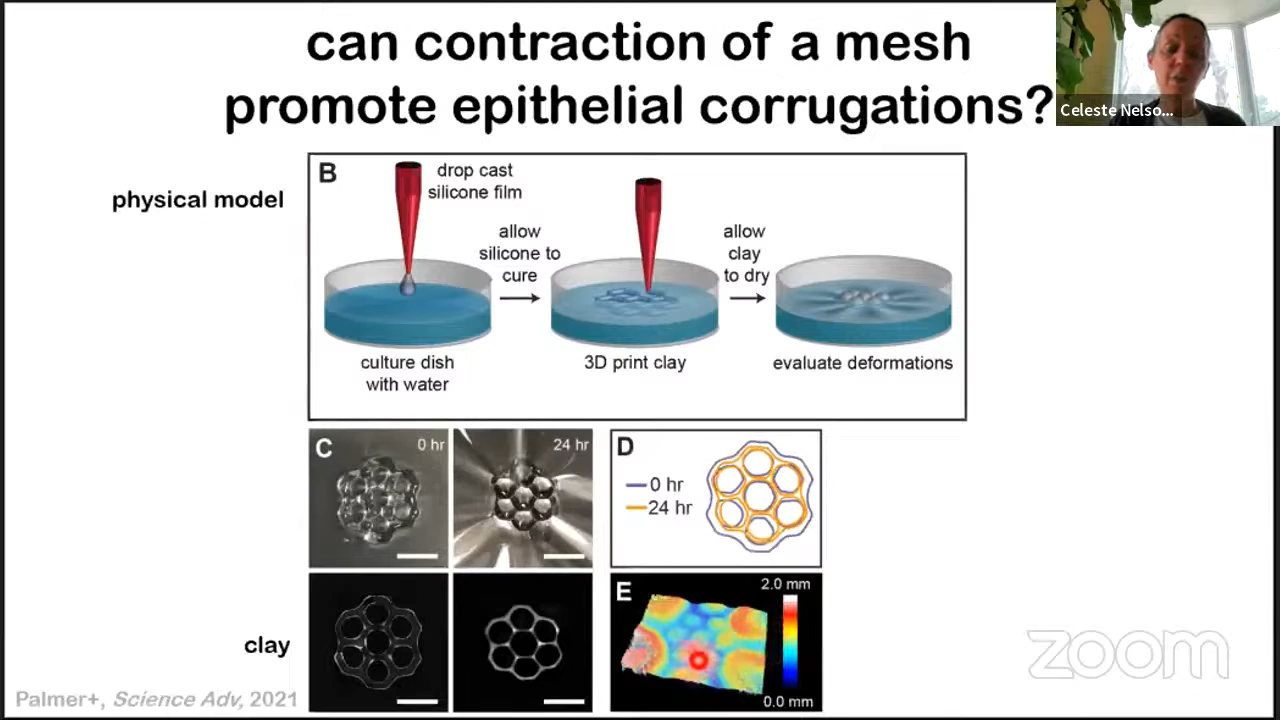 can contraction of a mesh
promote epithelial corrugations?
Celeste Nelso...
physical model
B
drop cast
silicone film
allow
silicone to
cure
allow
clay
to dry
culture dish
with water
3D print clay
evaluate deformations
C
0 hr
24 hr
D
0 hr
24 hr
E
2.0 mm
0.0 mm
clay
zoom
Palmer+, Science Adv, 2021